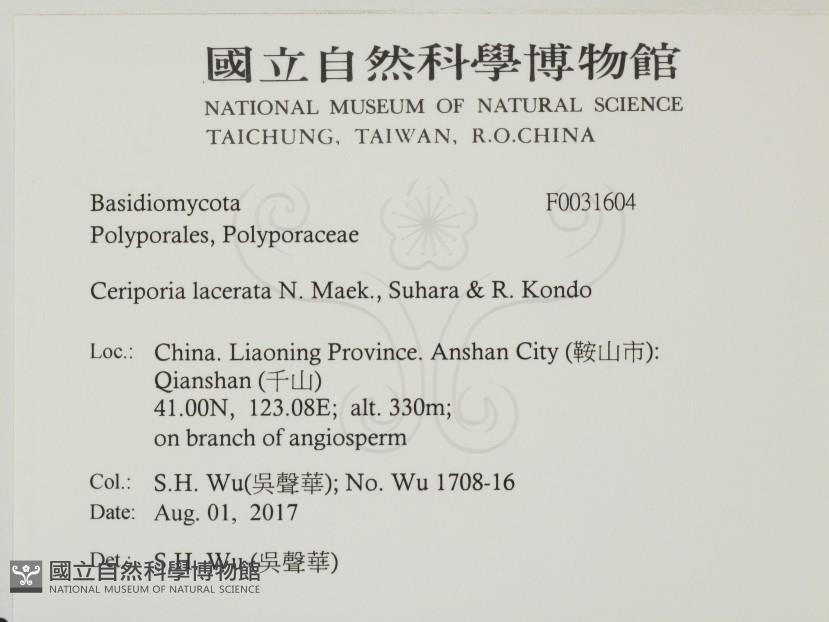 國立自然科學博物館
NATIONAL MUSEUM OF NATURAL SCIENCE
TAICHUNG, TAIWAN, R.O.CHINA
Basidiomycota F0031604
Polyporales, Polyporaceae
Ceriporia lacerata N. Maek., Suhara & R. Kondo
Loc.: China. Liaoning Province. Anshan City (鞍山市):
Qianshan (千山)
41.00N, 123.08E; alt. 330m;
on branch of angiosperm
Col.: S.H. Wu(吳聲華); No. Wu 1708-16
Date: Aug. 01, 2017
Det.: S.H. Wu (吳聲華)
國立自然科學博物館
NATIONAL MUSEUM OF NATURAL SCIENCE